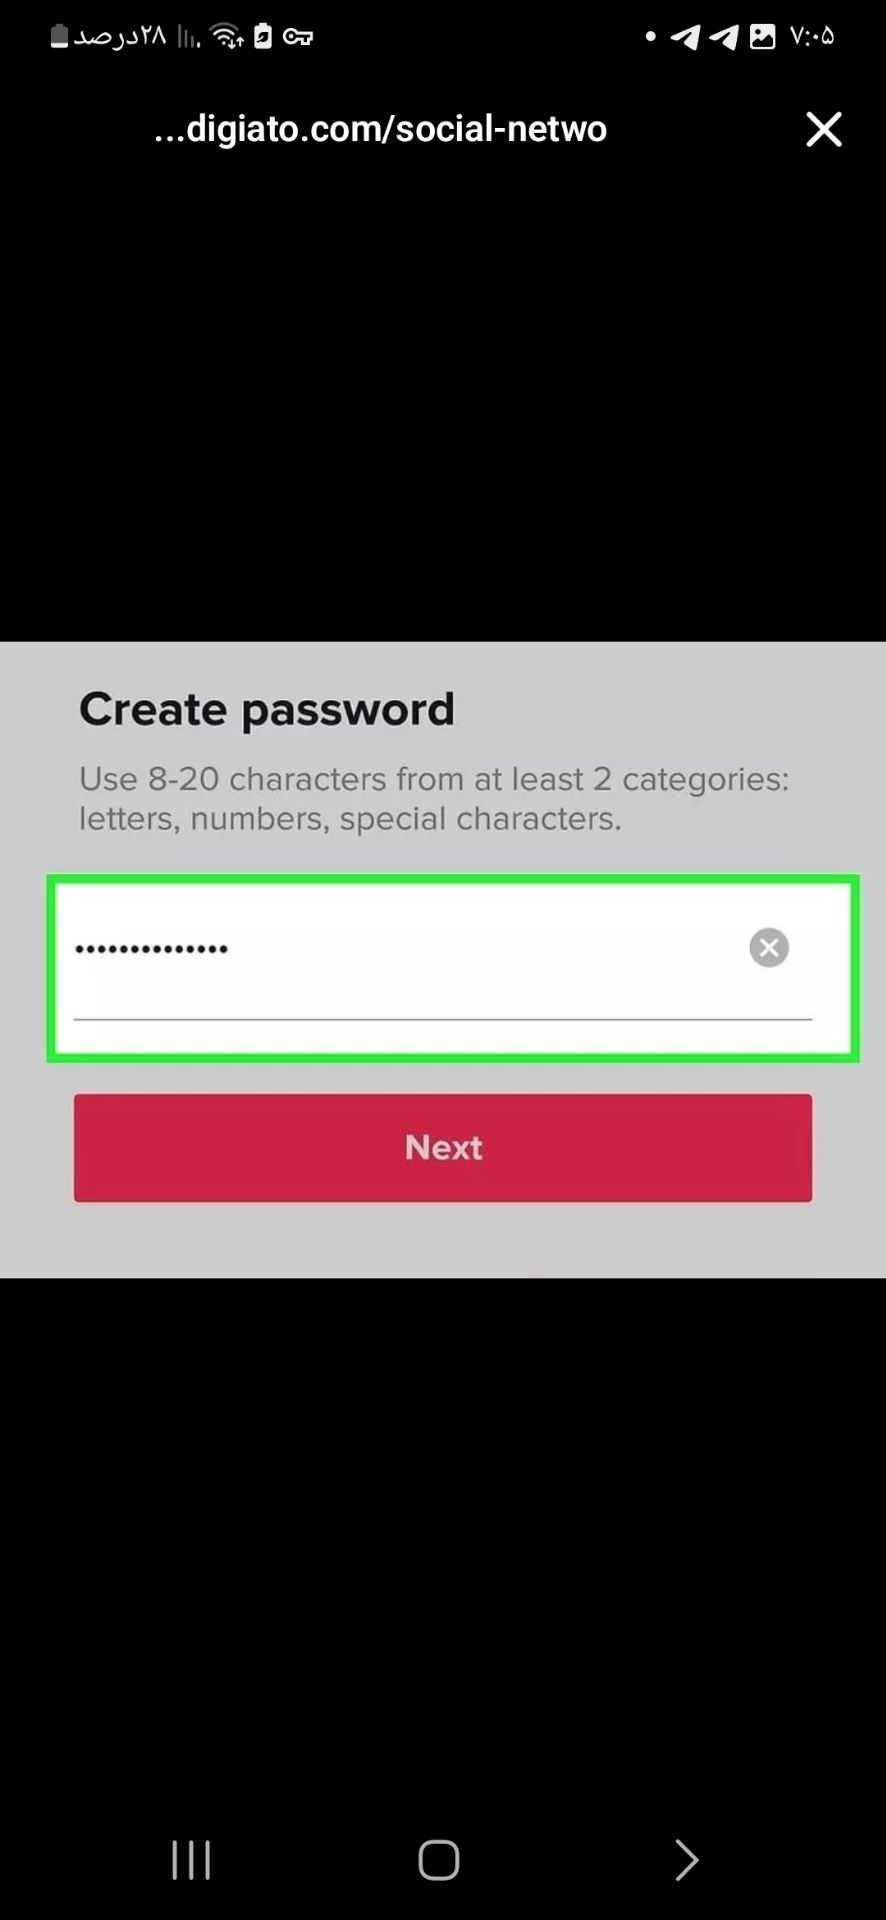 ۲۸درصد
۷:۰۵
...digiato.com/social-netwo
Create password
Use 8-20 characters from at least 2 categories:
letters, numbers, special characters.
••••••••••••••
Next